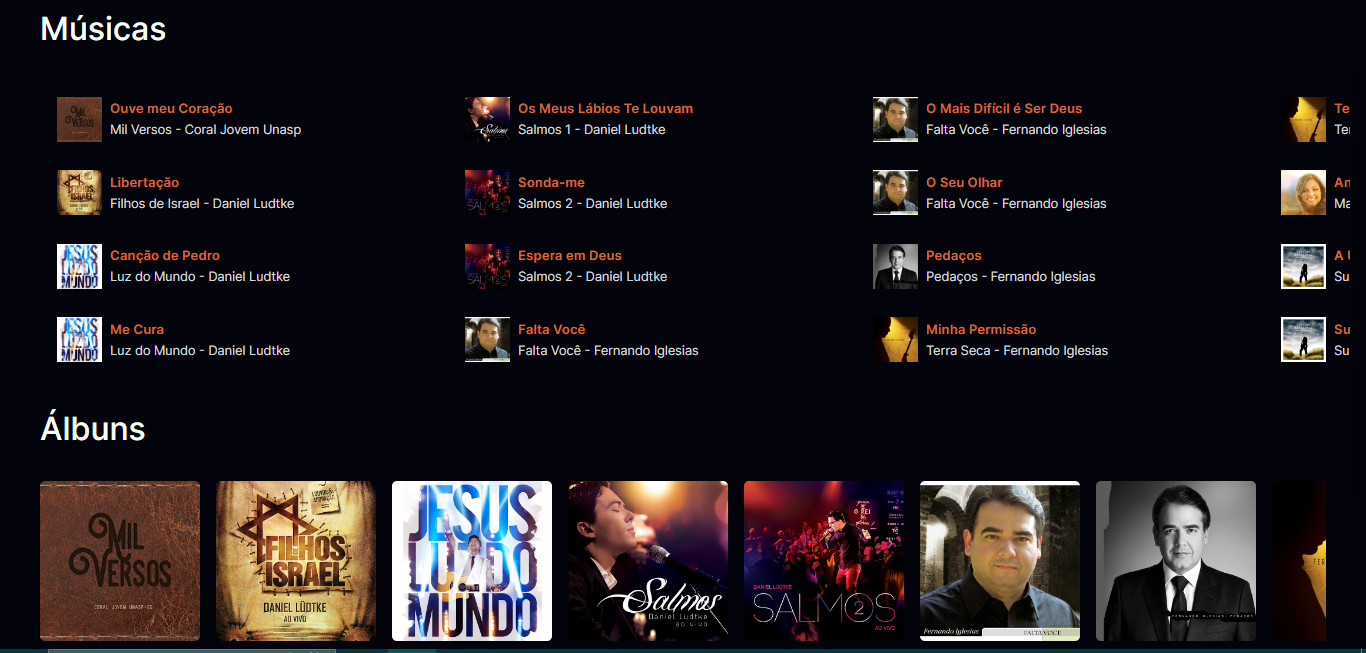 Músicas
Ouve meu Coração
Mil Versos - Coral Jovem Unasp
Os Meus Lábios Te Louvam
Salmos 1 - Daniel Ludtke
O Mais Difícil é Ser Deus
Falta Você - Fernando Iglesias
Te
Libertação
Filhos de Israel - Daniel Ludtke
Sonda-me
Salmos 2 - Daniel Ludtke
O Seu Olhar
Falta Você - Fernando Iglesias
An
Ma
Canção de Pedro
Luz do Mundo - Daniel Ludtke
Espera em Deus
Salmos 2 - Daniel Ludtke
Pedaços
Pedaços - Fernando Iglesias
A
Su
Me Cura
Luz do Mundo - Daniel Ludtke
Falta Você
Falta Você - Fernando Iglesias
Minha Permissão
Terra Seca - Fernando Iglesias
Su
Su
Álbuns
MIL VERSOS
CORAL JOVEM UNASP-EC
FILHOS
ISRAEL
DANIEL LÜDTKE
AO VIVO
JESUS
LUZ DO
MUNDO
Salmos
Daniel Ludtke
ao vivo
DANIEL LÜDTKE
SALMOS 2
AO VIVO
Fernando Iglesias
FALTA VOCÊ
FERNANDO IGLESIAS, PEDAÇOS